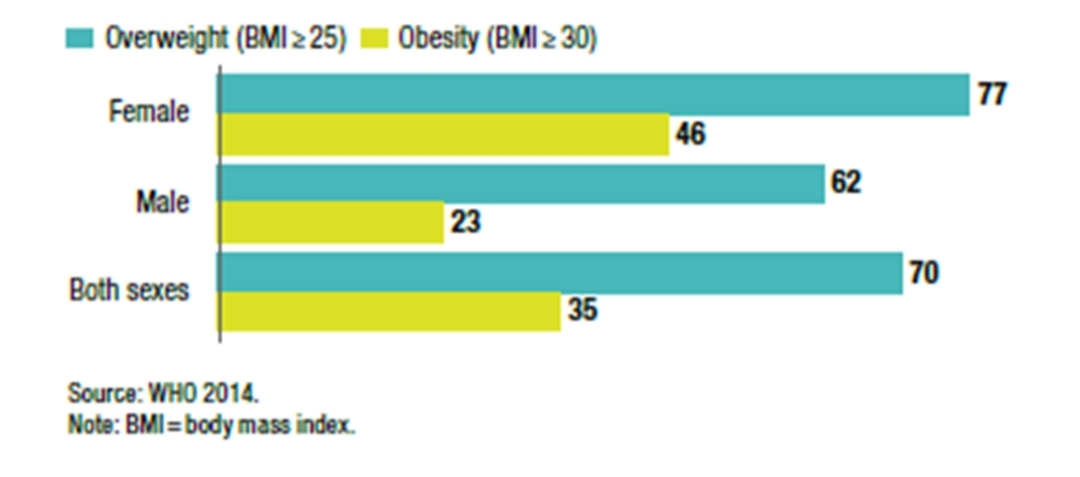 Overweight (BMI ≥ 25) Obesity (BMI ≥ 30)
Female 77
46
Male 62
23
Both sexes 70
35
Source: WHO 2014.
Note: BMI = body mass index.